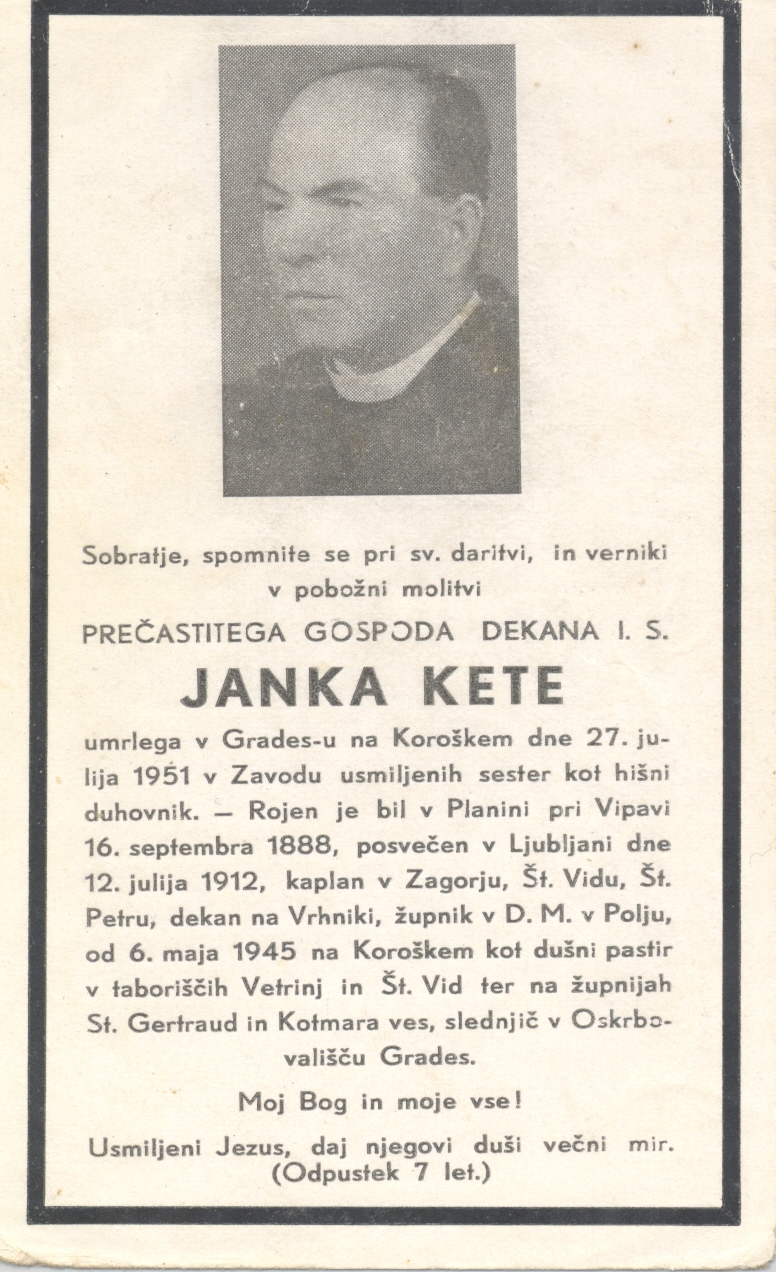 Sobratje, spomnite se pri sv. daritvi, in verniki
v pobožni molitvi
PREČASTITEGA GOSPODA DEKANA I. S.
JANKA KETE
umrlega v Grades-u na Koroškem dne 27. ju-
lija 1951 v Zavodu usmiljenih sester kot hišni
duhovnik. — Rojen je bil v Planini pri Vipavi
16. septembra 1888, posvečen v Ljubljani dne
12. julija 1912, kaplan v Zagorju, Št. Vidu, Št.
Petru, dekan na Vrhniki, župnik v D. M. v Polju,
od 6. maja 1945 na Koroškem kot dušni pastir
v taboriščih Vetrinj in Št. Vid ter na župnijah
St. Gertraud in Kotmara ves, slednjič v Oskrbo-
vališču Grades.
Moj Bog in moje vse!
Usmiljeni Jezus, daj njegovi duši večni mir.
(Odpustek 7 let.)